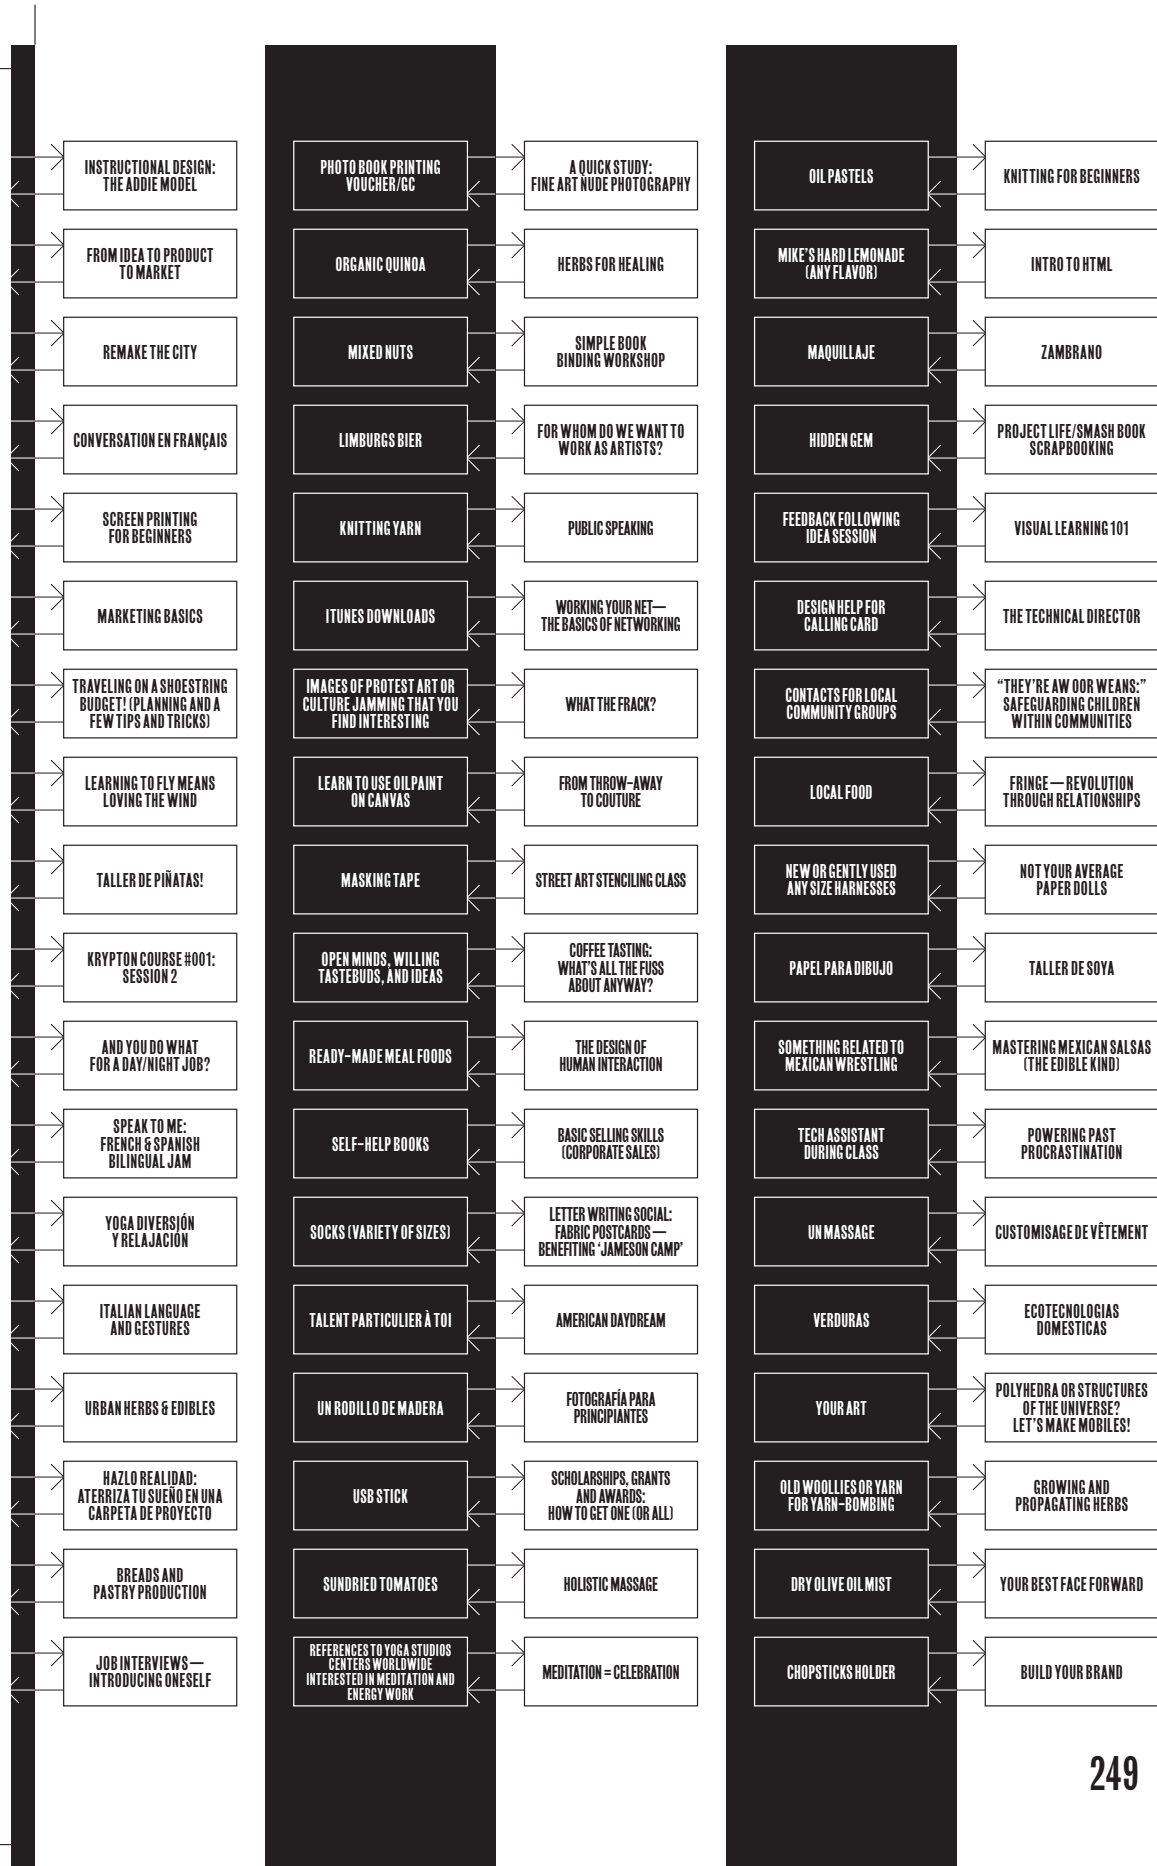 INSTRUCTIONAL DESIGN:
THE ADDIE MODEL
PHOTO BOOK PRINTING
VOUCHER/GC
A QUICK STUDY:
FINE ART NUDE PHOTOGRAPHY
OIL PASTELS
KNITTING FOR BEGINNERS
FROM IDEA TO PRODUCT
TO MARKET
ORGANIC QUINOA
HERBS FOR HEALING
MIKE'S HARD LEMONADE
(ANY FLAVOR)
INTRO TO HTML
REMAKE THE CITY
MIXED NUTS
SIMPLE BOOK
BINDING WORKSHOP
MAQUILLAJE
ZAMBRANO
CONVERSATION EN FRANÇAIS
LIMBURGS BIER
FOR WHOM DO WE WANT TO
WORK AS ARTISTS?
HIDDEN GEM
PROJECT LIFE/SMASH BOOK
SCRAPBOOKING
SCREEN PRINTING
FOR BEGINNERS
KNITTING YARN
PUBLIC SPEAKING
FEEDBACK FOLLOWING
IDEA SESSION
VISUAL LEARNING 101
MARKETING BASICS
ITUNES DOWNLOADS
WORKING YOUR NET—
THE BASICS OF NETWORKING
DESIGN HELP FOR
CALLING CARD
THE TECHNICAL DIRECTOR
TRAVELING ON A SHOESTRING
BUDGET! (PLANNING AND A
FEW TIPS AND TRICKS)
IMAGES OF PROTEST ART OR
CULTURE JAMMING THAT YOU
FIND INTERESTING
WHAT THE FRACK?
CONTACTS FOR LOCAL
COMMUNITY GROUPS
“THEY'RE AW OOR WEANS:”
SAFEGUARDING CHILDREN
WITHIN COMMUNITIES
LEARNING TO FLY MEANS
LOVING THE WIND
LEARN TO USE OILPAINT
ON CANVAS
FROM THROW-AWAY
TO COUTURE
LOCAL FOOD
FRINGE — REVOLUTION
THROUGH RELATIONSHIPS
TALLER DE PIÑATAS!
MASKING TAPE
STREET ART STENCILING CLASS
NEW OR GENTLY USED
ANY SIZE HARNESSES
NOT YOUR AVERAGE
PAPER DOLLS
KRYPTON COURSE #001:
SESSION 2
OPEN MINDS, WILLING
TASTEBUDS, AND IDEAS
COFFEE TASTING:
WHAT'S ALL THE FUSS
ABOUT ANYWAY?
PAPEL PARA DIBUJO
TALLER DE SOYA
AND YOU DO WHAT
FOR A DAY/NIGHT JOB?
READY-MADE MEAL FOODS
THE DESIGN OF
HUMAN INTERACTION
SOMETHING RELATED TO
MEXICAN WRESTLING
MASTERING MEXICAN SALSAS
(THE EDIBLE KIND)
SPEAK TO ME:
FRENCH & SPANISH
BILINGUAL JAM
SELF-HELP BOOKS
BASIC SELLING SKILLS
(CORPORATE SALES)
TECH ASSISTANT
DURING CLASS
POWERING PAST
PROCRASTINATION
YOGA DIVERSIÓN
Y RELAJACIÓN
SOCKS (VARIETY OF SIZES)
LETTER WRITING SOCIAL:
FABRIC POSTCARDS —
BENEFITING ‘JAMESON CAMP’
UN MASSAGE
CUSTOMISAGE DE VÊTEMENT
ITALIAN LANGUAGE
AND GESTURES
TALENT PARTICULIER À TOI
AMERICAN DAYDREAM
VERDURAS
ECOTECNOLOGIAS
DOMESTICAS
URBAN HERBS & EDIBLES
UN RODILLO DE MADERA
FOTOGRAFÍA PARA
PRINCIPIANTES
YOUR ART
POLYHEDRA OR STRUCTURES
OF THE UNIVERSE?
LET'S MAKE MOBILES!
HAZLO REALIDAD:
ATERRIZA TU SUEÑO EN UNA
CARPETA DE PROYECTO
USB STICK
SCHOLARSHIPS, GRANTS
AND AWARDS:
HOW TO GET ONE (OR ALL)
OLD WOOLLIES OR YARN
FOR YARN-BOMBING
GROWING AND
PROPAGATING HERBS
BREADS AND
PASTRY PRODUCTION
SUNDRIED TOMATOES
HOLISTIC MASSAGE
DRY OLIVE OIL MIST
YOUR BEST FACE FORWARD
JOB INTERVIEWS —
INTRODUCING ONESELF
REFERENCES TO YOGA STUDIOS
CENTERS WORLDWIDE
INTERESTED IN MEDITATION AND
ENERGY WORK
MEDITATION = CELEBRATION
CHOPSTICKS HOLDER
BUILD YOUR BRAND
249